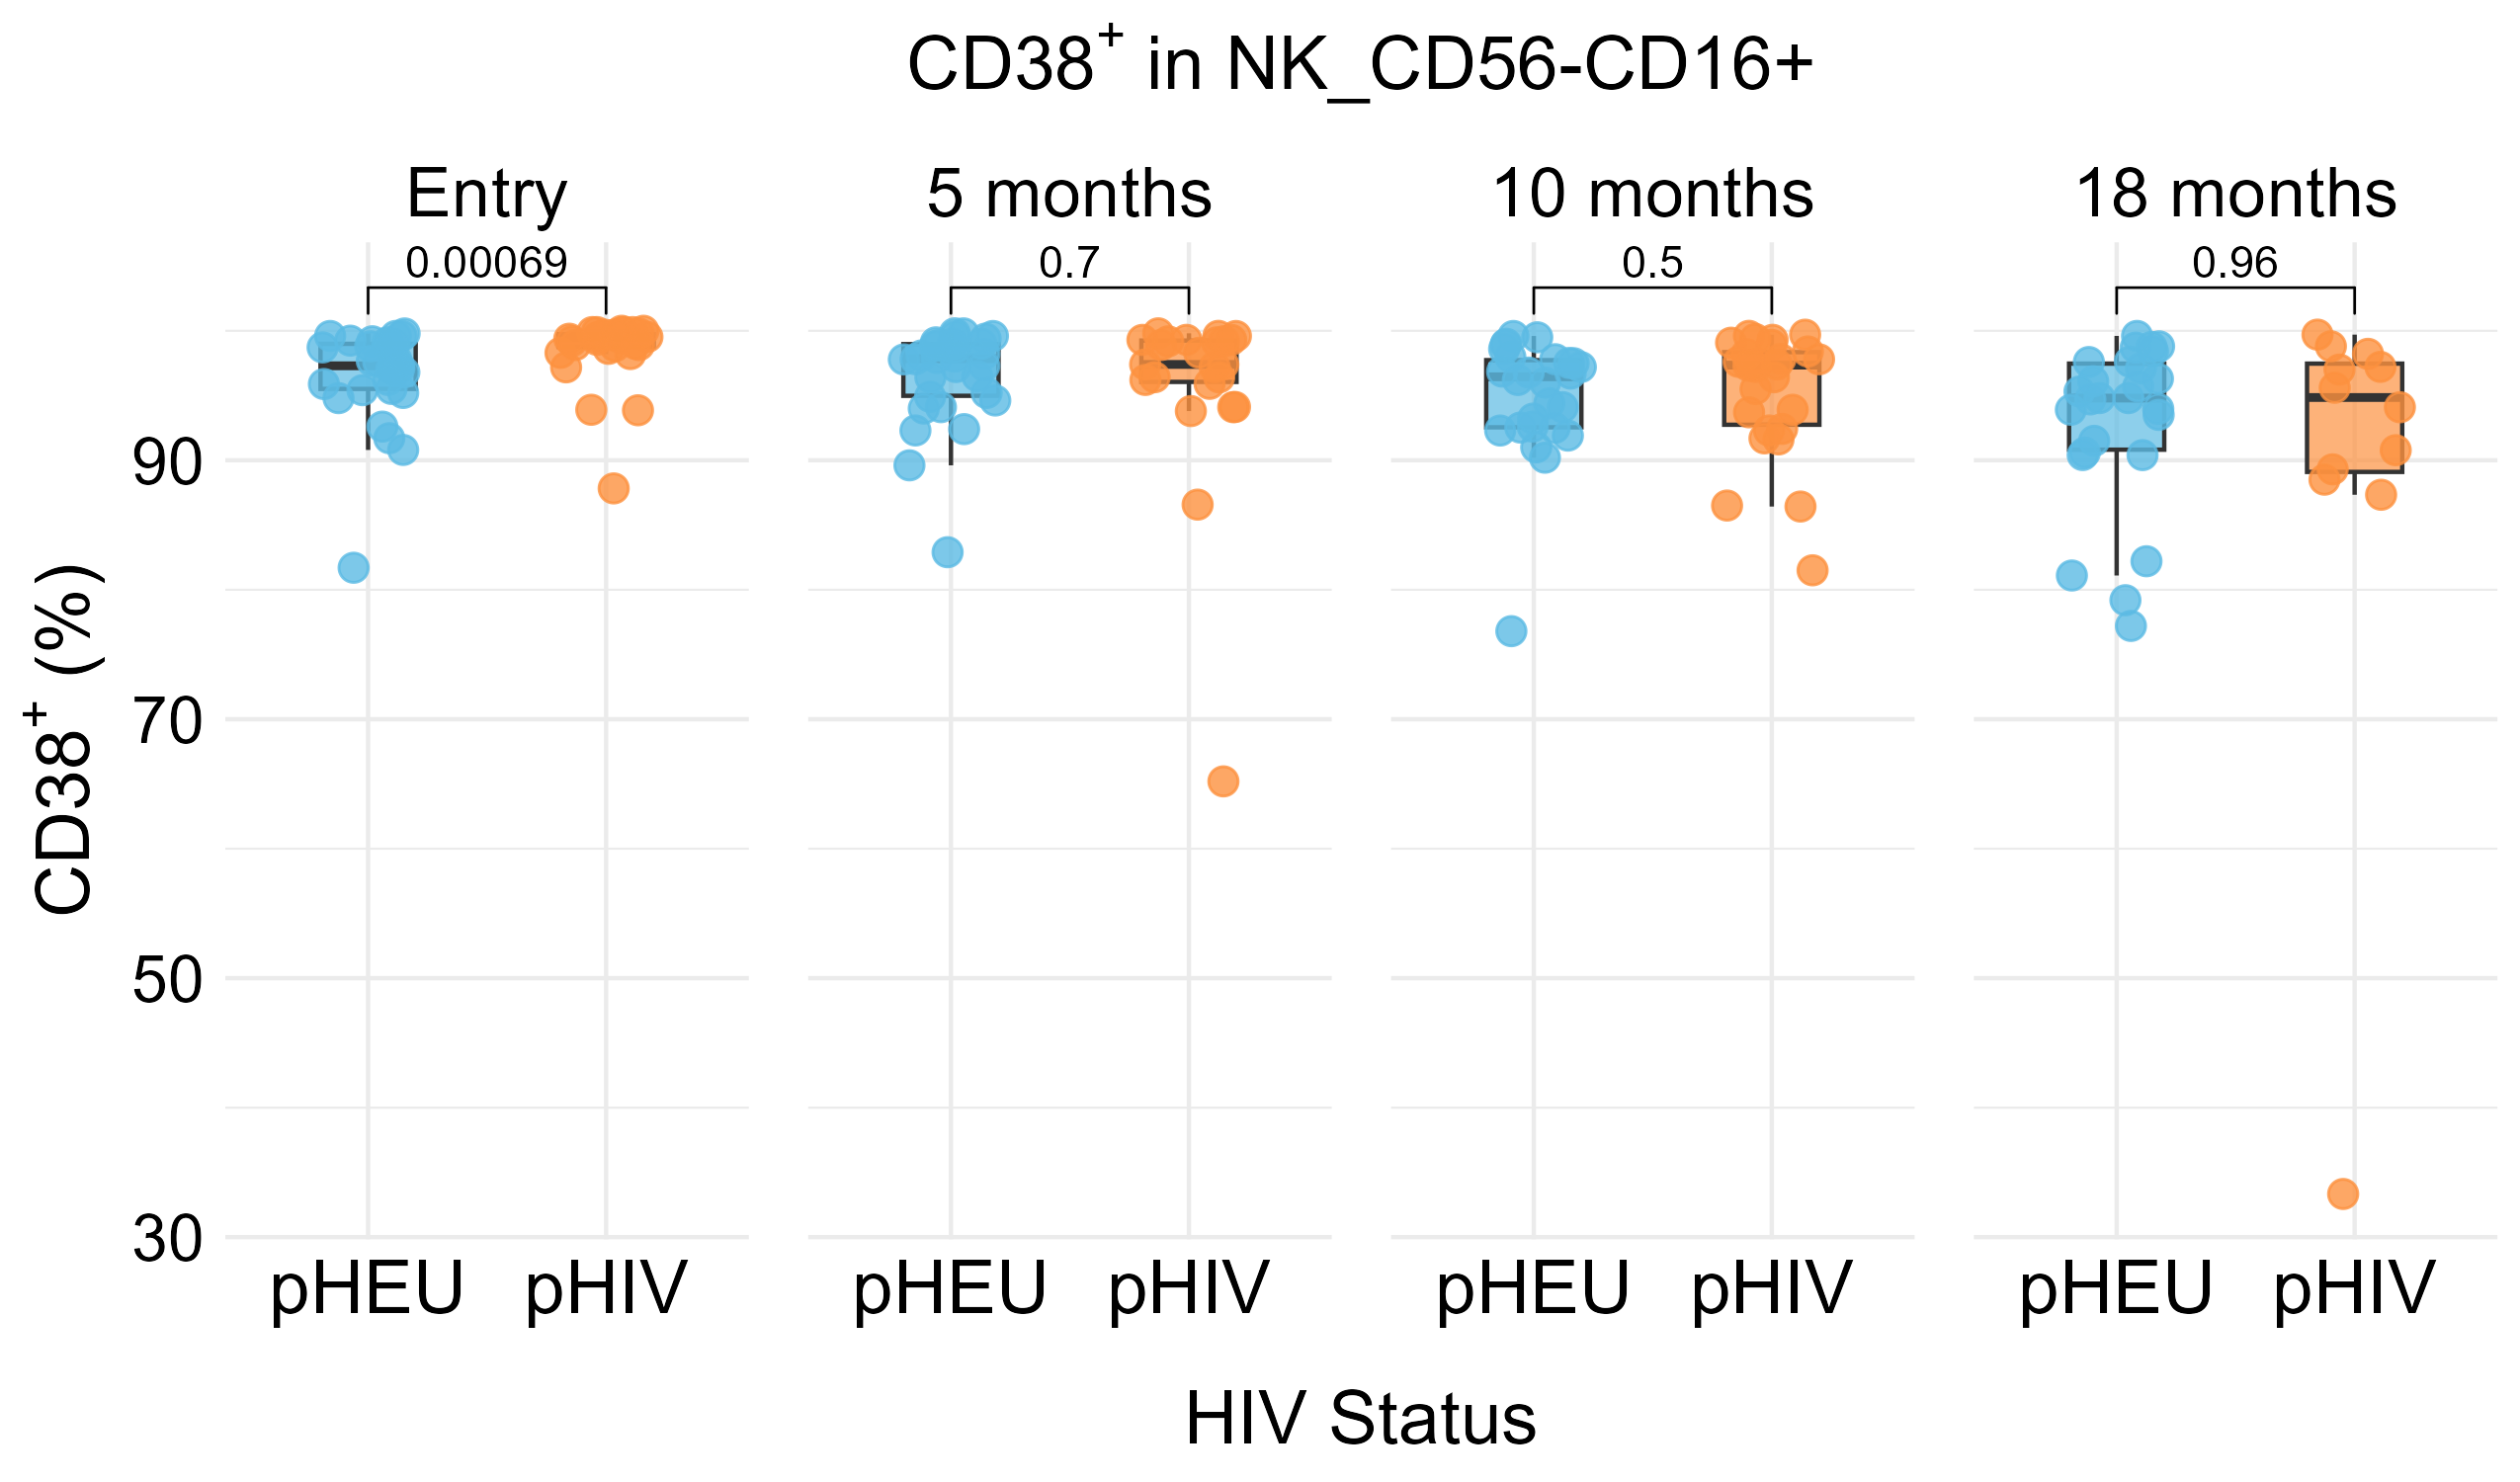 CD38⁺ in NK_CD56-CD16+
Entry 5 months 10 months 18 months
0.00069 0.7 0.5 0.96
CD38⁺ (%)
90
70
50
30
pHEU pHIV pHEU pHIV pHEU pHIV pHEU pHIV
HIV Status